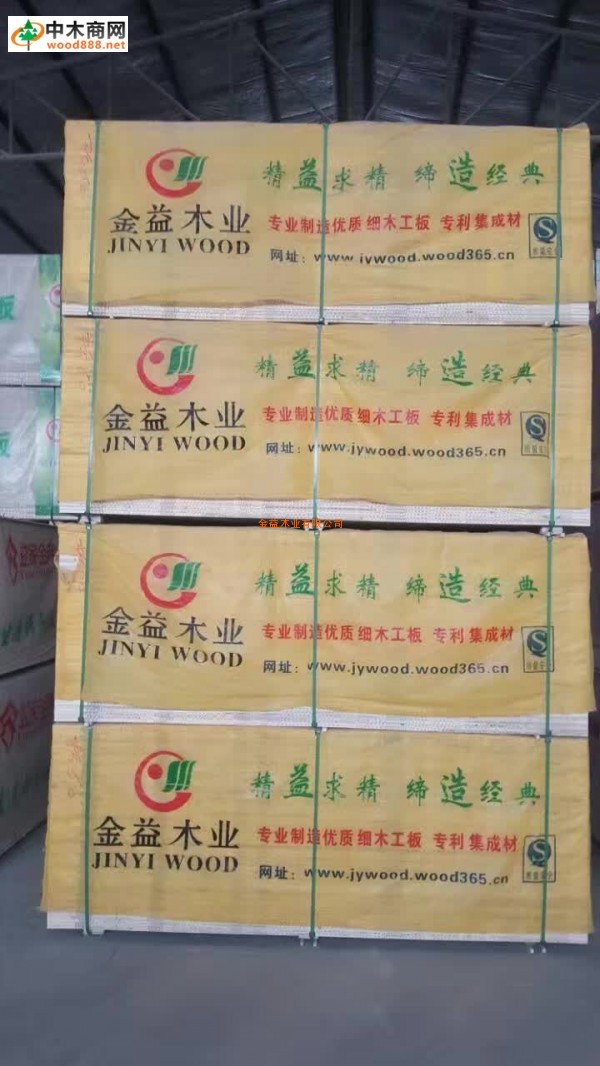 中木商网
wood888.net
精益求精 缔造经典
金益木业
JINYI WOOD
专业制造优质细木工板 专利集成材
网址：www.jywood.wood365.cn
精益求精 缔造经典
金益木业
JINYI WOOD
专业制造优质细木工板 专利集成材
网址：www.jywood.wood365.cn
金益木业有限公司
精益求精 缔造经典
金益木业
JINYI WOOD
专业制造优质细木工板 专利集成材
网址：www.jywood.wood365.cn
精益求精 缔造经典
金益木业
JINYI WOOD
专业制造优质细木工板 专利集成材
网址：www.jywood.wood365.cn
板
板